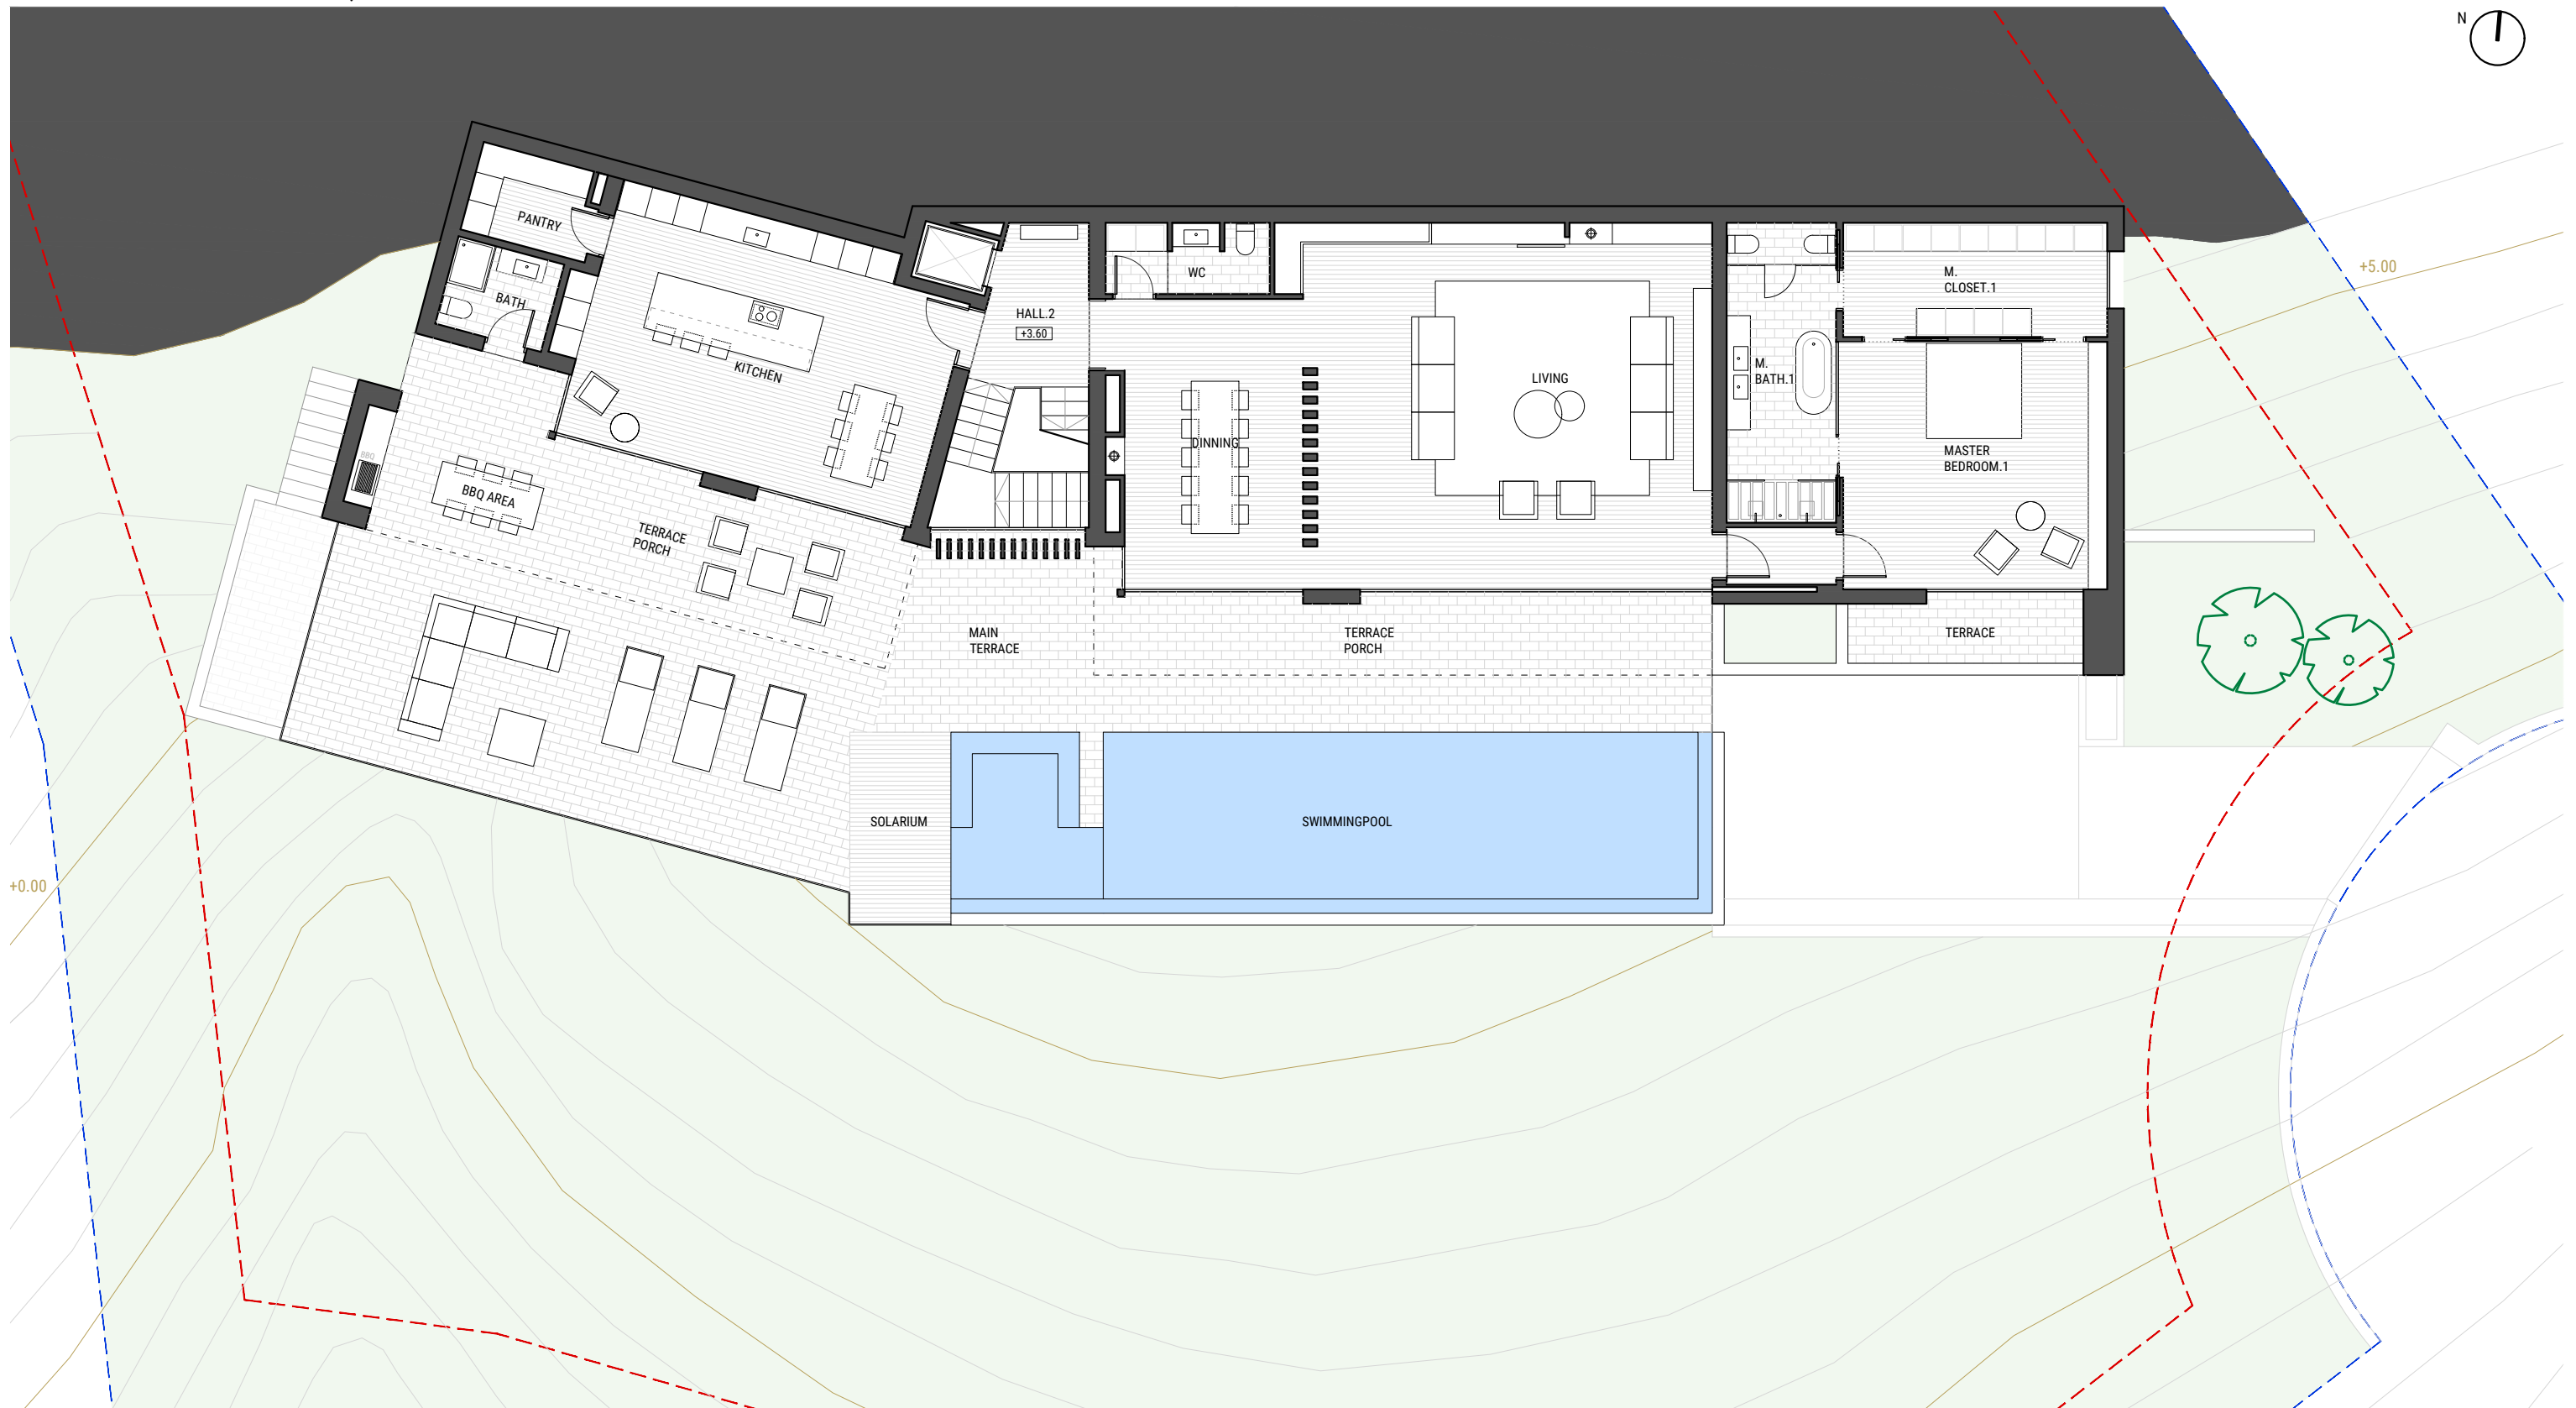 N
+5.00
PANTRY
BATH
KITCHEN
HALL.2
+3.60
WC
M.
CLOSET.1
LIVING
M.
BATH.1
DINNING
MASTER
BEDROOM.1
BBQ
BBQ AREA
TERRACE
PORCH
MAIN
TERRACE
TERRACE
PORCH
TERRACE
SOLARIUM
SWIMMINGPOOL
+0.00